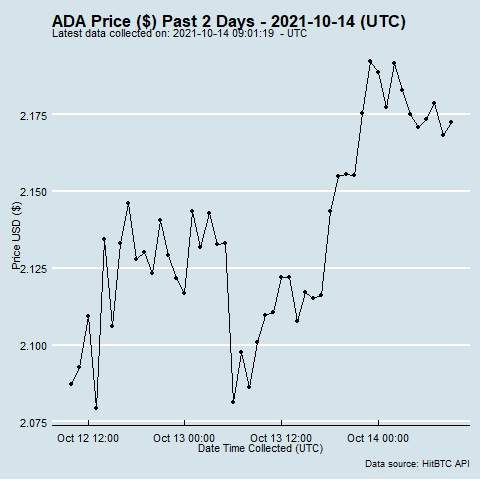 ADA Price ($) Past 2 Days - 2021-10-14 (UTC)
Latest data collected on: 2021-10-14 09:01:19  - UTC
2.175
2.150
2.125
2.100
2.075
Price USD ($)
Oct 12 12:00
Oct 13 00:00
Oct 13 12:00
Oct 14 00:00
Date Time Collected (UTC)
Data source: HitBTC API